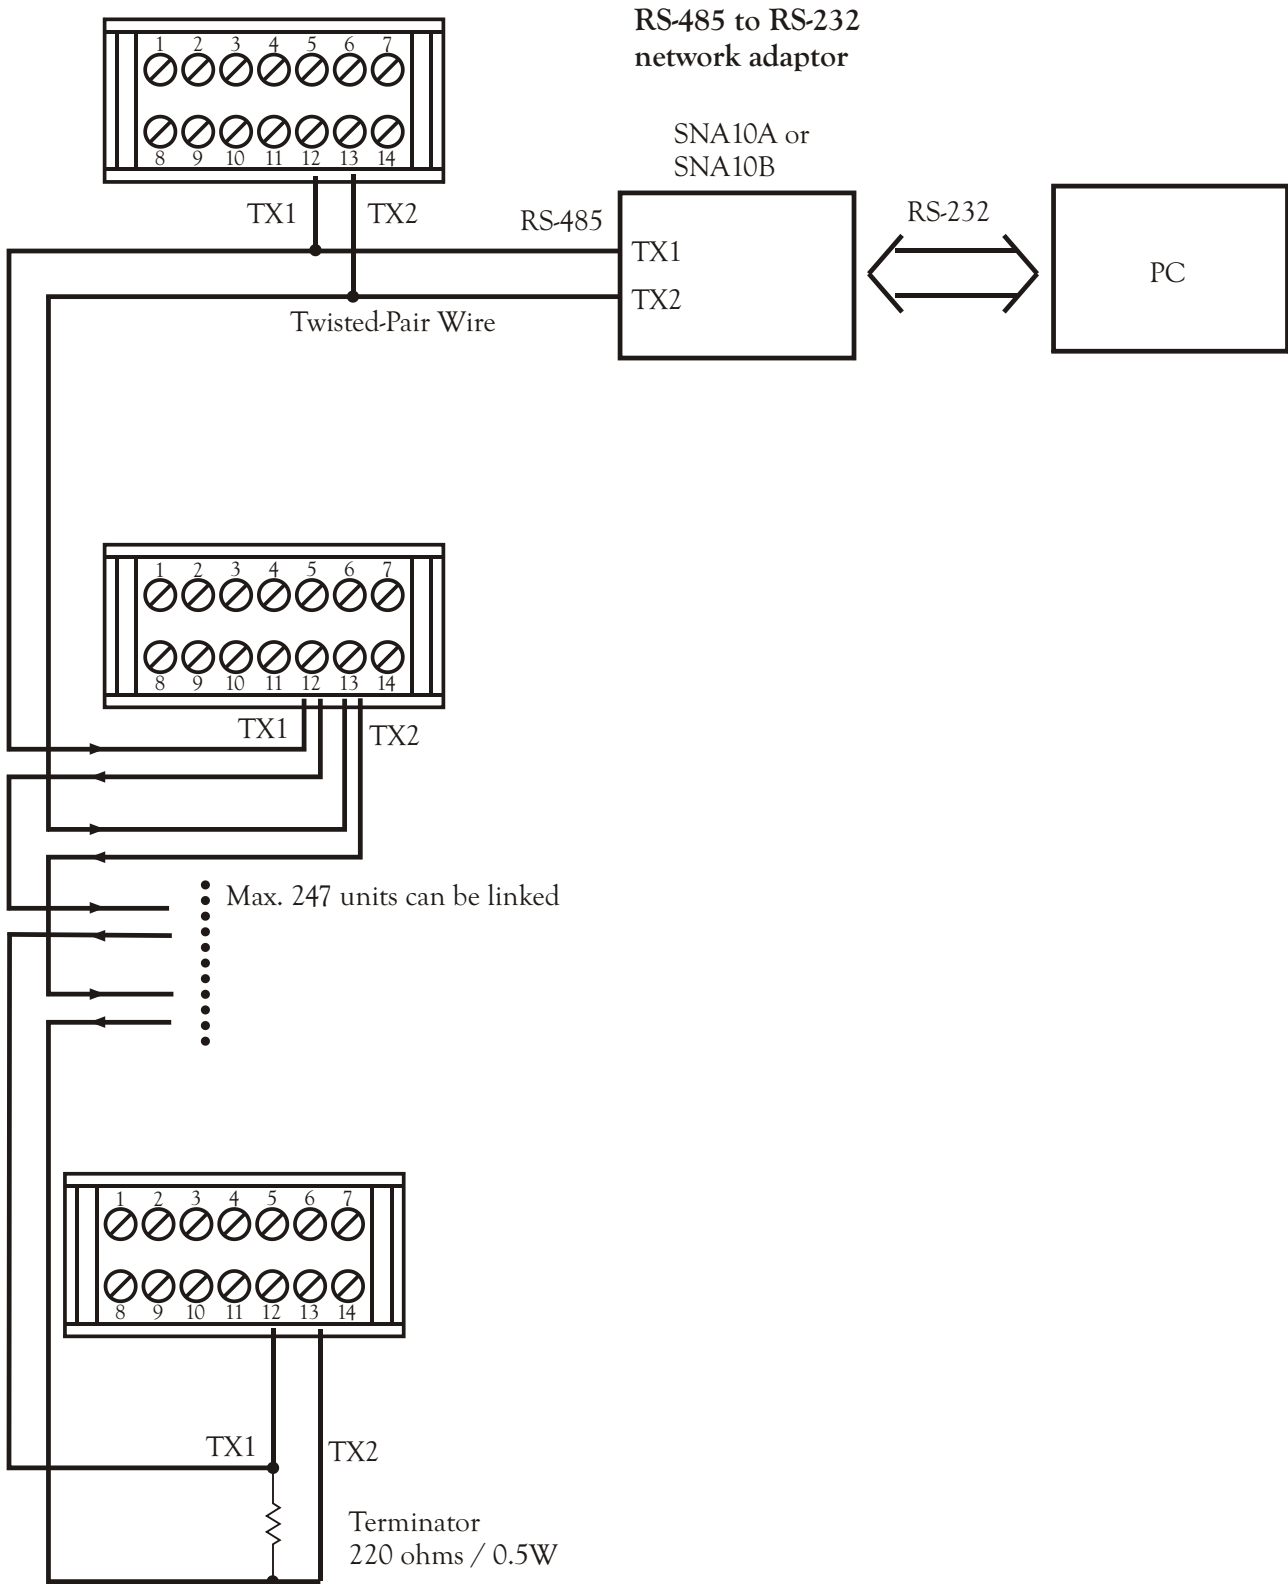 RS-485 to RS-232
network adaptor
1 2 3 4 5 6 7
8 9 10 11 12 13 14
SNA10A or
SNA10B
TX1 TX2
RS-485
TX1
TX2
RS-232
PC
Twisted-Pair Wire
1 2 3 4 5 6 7
8 9 10 11 12 13 14
TX1 TX2
Max. 247 units can be linked
1 2 3 4 5 6 7
8 9 10 11 12 13 14
TX1 TX2
Terminator
220 ohms / 0.5W